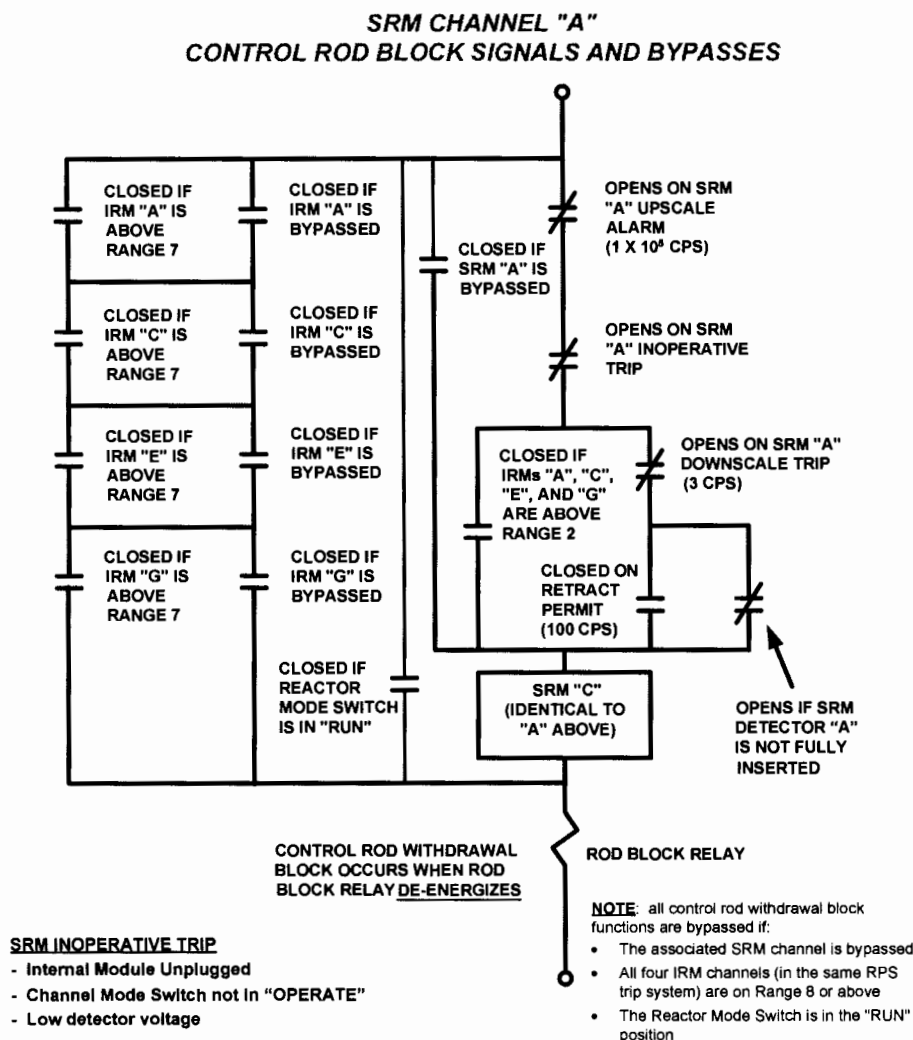 SRM CHANNEL "A"
CONTROL ROD BLOCK SIGNALS AND BYPASSES
CLOSED IF
IRM "A" IS
ABOVE
RANGE 7
CLOSED IF
IRM "A" IS
BYPASSED
CLOSED IF
SRM "A" IS
BYPASSED
OPENS ON SRM
"A" UPSCALE
ALARM
(1 X 10⁵ CPS)
CLOSED IF
IRM "C" IS
ABOVE
RANGE 7
CLOSED IF
IRM "C" IS
BYPASSED
OPENS ON SRM
"A" INOPERATIVE
TRIP
CLOSED IF
IRM "E" IS
ABOVE
RANGE 7
CLOSED IF
IRM "E" IS
BYPASSED
CLOSED IF
IRMs "A", "C",
"E", AND "G"
ARE ABOVE
RANGE 2
OPENS ON SRM "A"
DOWNSCALE TRIP
(3 CPS)
CLOSED IF
IRM "G" IS
ABOVE
RANGE 7
CLOSED IF
IRM "G" IS
BYPASSED
CLOSED ON
RETRACT
PERMIT
(100 CPS)
CLOSED IF
REACTOR
MODE SWITCH
IS IN "RUN"
SRM "C"
(IDENTICAL TO
"A" ABOVE)
OPENS IF SRM
DETECTOR "A"
IS NOT FULLY
INSERTED
CONTROL ROD WITHDRAWAL
BLOCK OCCURS WHEN ROD
BLOCK RELAY DE-ENERGIZES
ROD BLOCK RELAY
SRM INOPERATIVE TRIP
- Internal Module Unplugged
- Channel Mode Switch not in "OPERATE"
- Low detector voltage
NOTE: all control rod withdrawal block
functions are bypassed if:
• The associated SRM channel is bypassed
• All four IRM channels (in the same RPS
trip system) are on Range 8 or above
• The Reactor Mode Switch is in the "RUN"
position